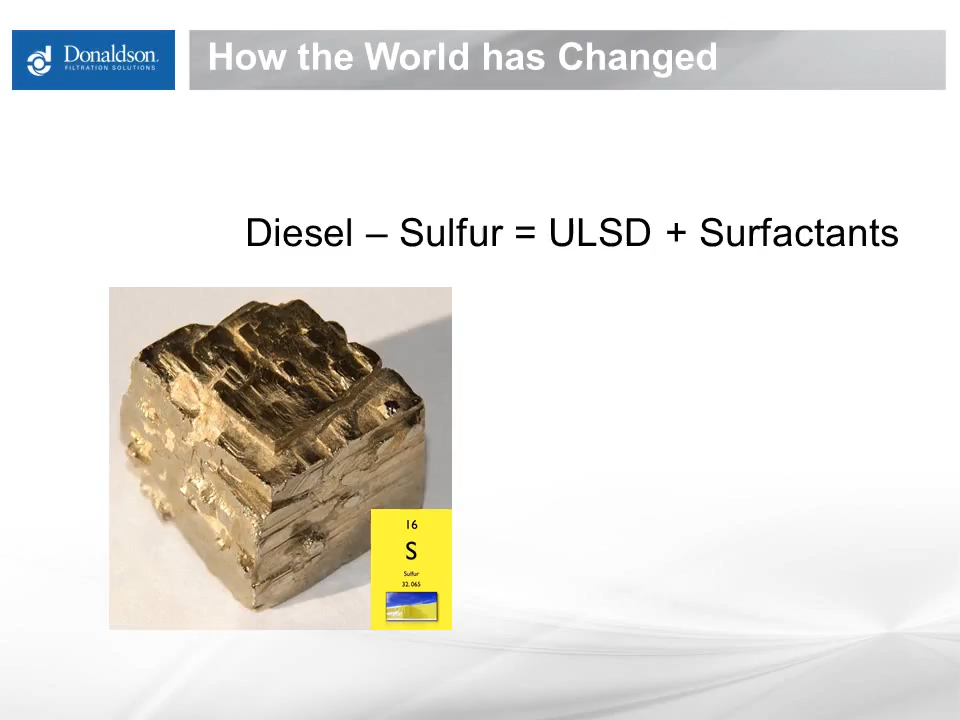 Donaldson.
FILTRATION SOLUTIONS
How the World has Changed
Diesel – Sulfur = ULSD + Surfactants
16
S
Sulfur
32.065